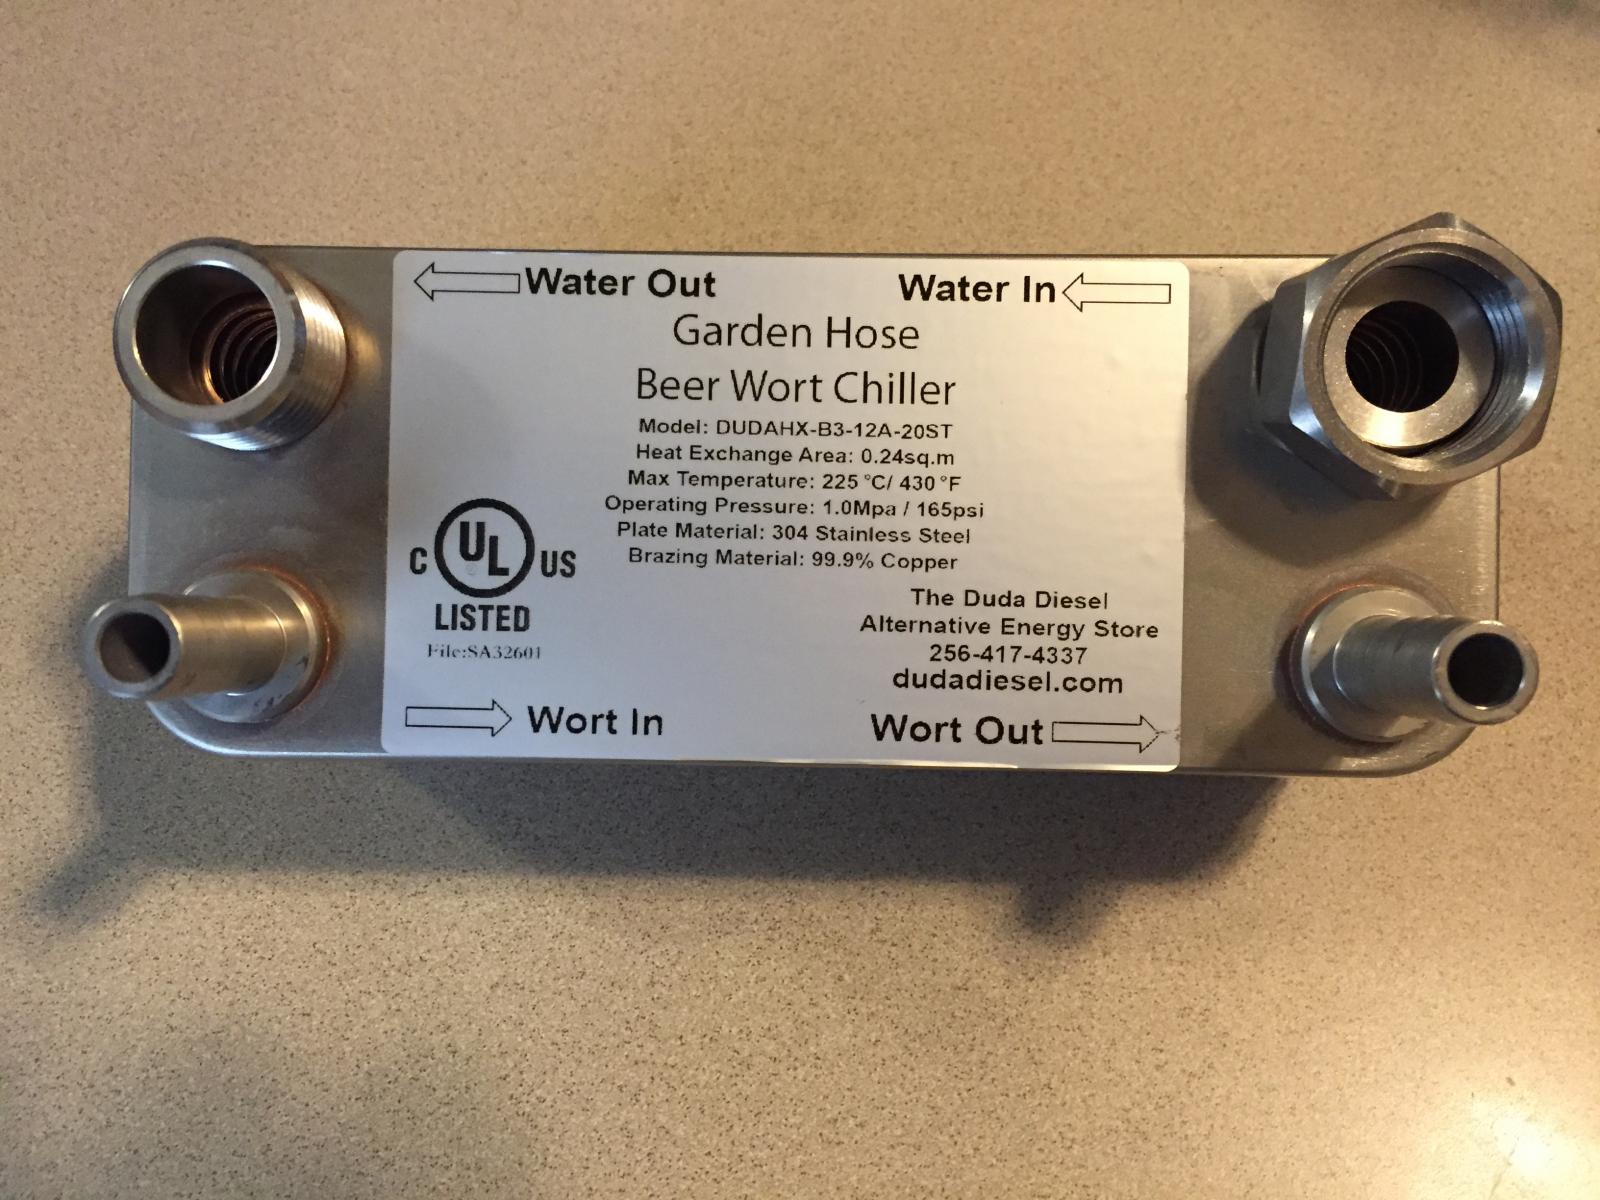 Water Out
Water In
Garden Hose
Beer Wort Chiller
Model: DUDAHX-B3-12A-20ST
Heat Exchange Area: 0.24sq.m
Max Temperature: 225 °C/ 430 °F
Operating Pressure: 1.0Mpa / 165psi
Plate Material: 304 Stainless Steel
Brazing Material: 99.9% Copper
C UL US
LISTED
File:SA32601
The Duda Diesel
Alternative Energy Store
256-417-4337
dudadiesel.com
Wort In
Wort Out